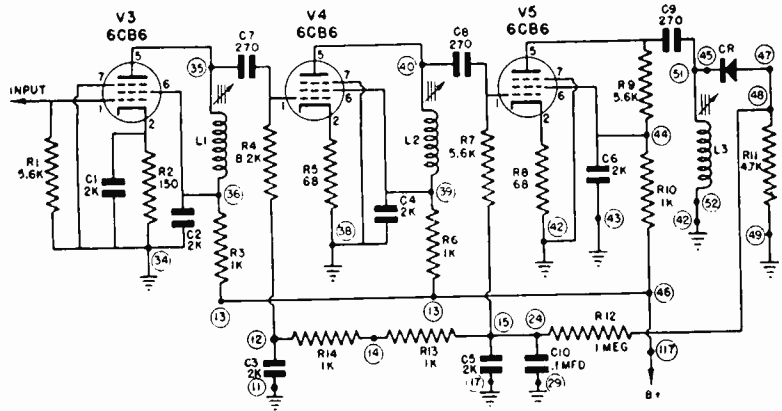 V3
6CB6
V4
6CB6
V5
6CB6
C7
270
C8
270
C9
270
5
7
6
1
2
35
5
7
6
1
2
40
5
7
6
1
2
51
45
CR
47
INPUT
R1
5.6K
C1
2K
R2
150
C2
2K
L1
36
R3
1K
R4
8.2K
R5
68
C4
2K
L2
39
R6
1K
R7
5.6K
R8
68
C6
2K
R9
5.6K
44
R10
1K
L3
48
R11
47K
34
38
42
43
42
52
49
13
13
46
12
R14
1K
14
R13
1K
15
24
R12
1 MEG
C3
2K
11
C5
2K
117
C10
.1MFD
29
117
B+